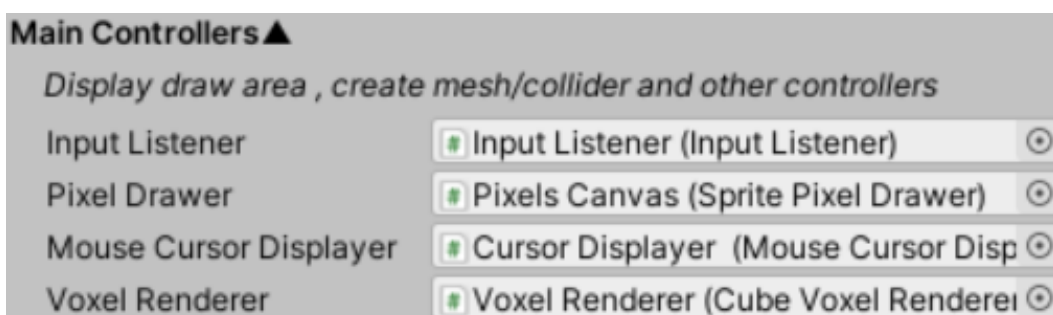 Main Controllers▲
Display draw area , create mesh/collider and other controllers
Input Listener # Input Listener (Input Listener)
Pixel Drawer # Pixels Canvas (Sprite Pixel Drawer)
Mouse Cursor Displayer # Cursor Displayer (Mouse Cursor Disp
Voxel Renderer # Voxel Renderer (Cube Voxel Renderer